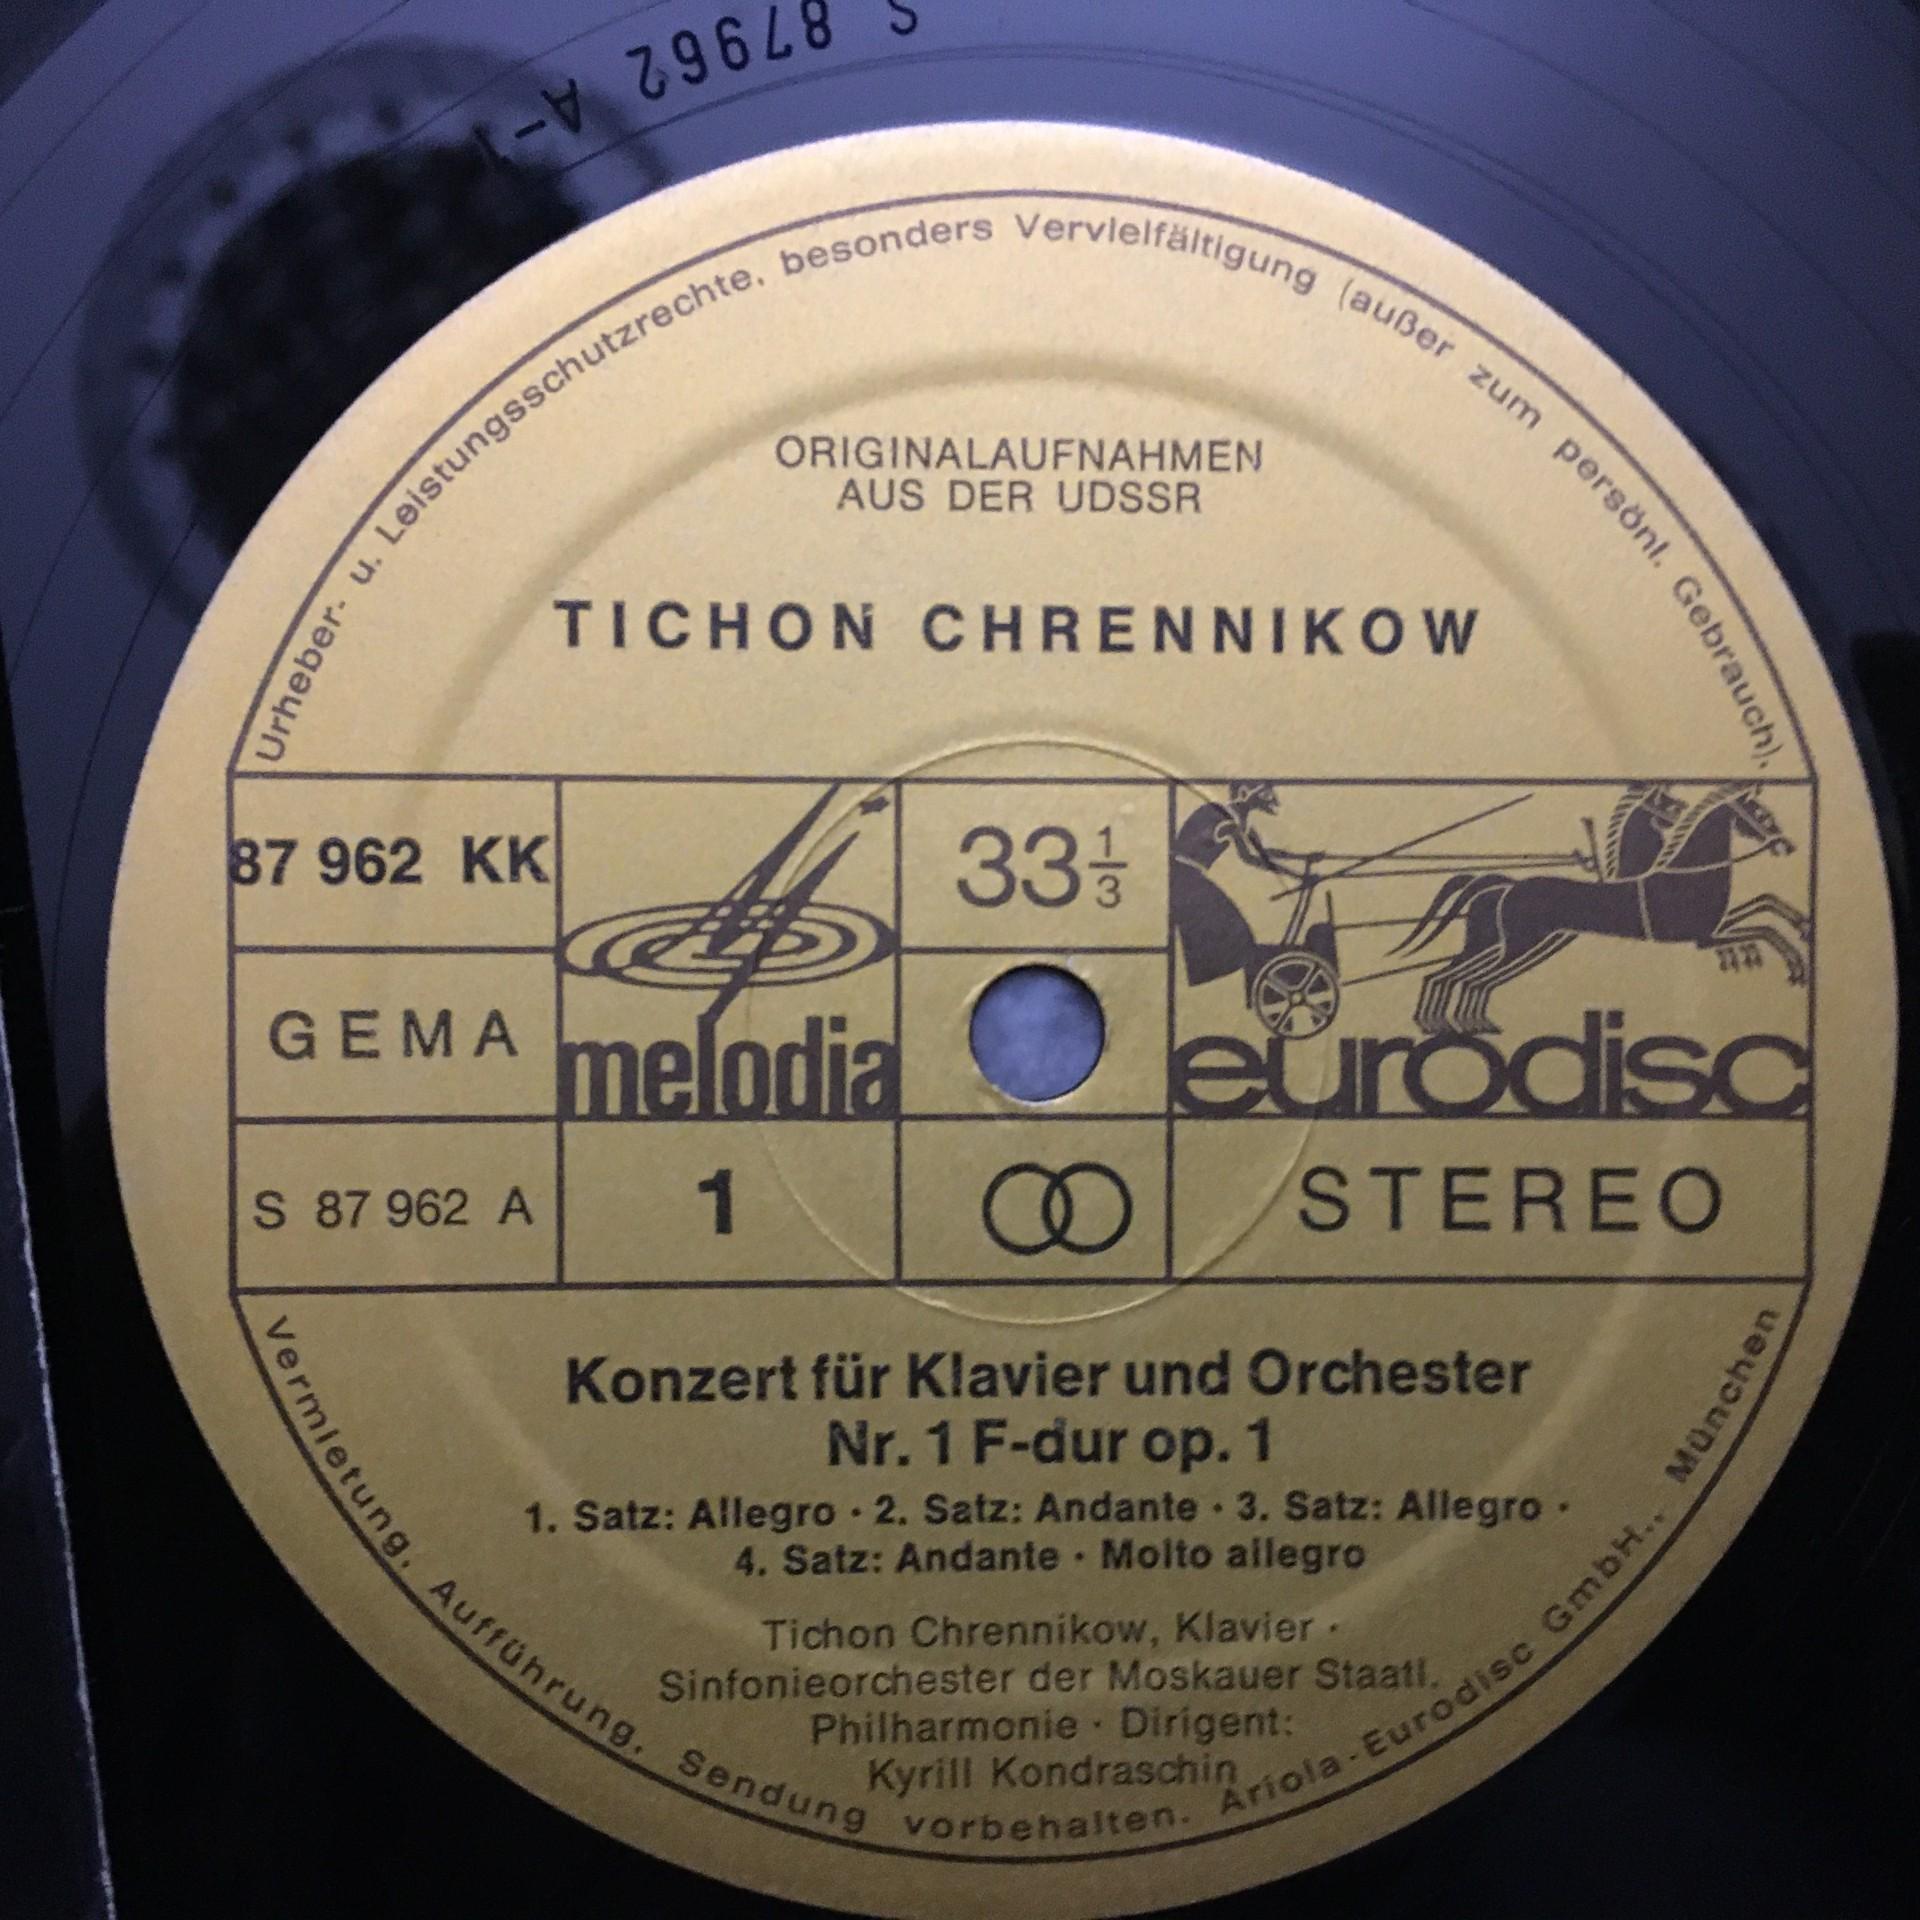 S 87962 A-1
Urheber- u. Leistungsschutzrechte, besonders Vervielfältigung (außer zum persönl. Gebrauch),
ORIGINALAUFNAHMEN
AUS DER UDSSR
TICHON CHRENNIKOW
87 962 KK
33 1/3
GEMA
melodia
eurodisc
S 87 962 A
1
STEREO
Konzert für Klavier und Orchester
Nr. 1 F-dur op. 1
1. Satz: Allegro · 2. Satz: Andante · 3. Satz: Allegro ·
4. Satz: Andante · Molto allegro
Tichon Chrennikow, Klavier ·
Sinfonieorchester der Moskauer Staatl.
Philharmonie · Dirigent:
Kyrill Kondraschin
Vermietung, Aufführung, Sendung vorbehalten. Ariola-Eurodisc GmbH., München